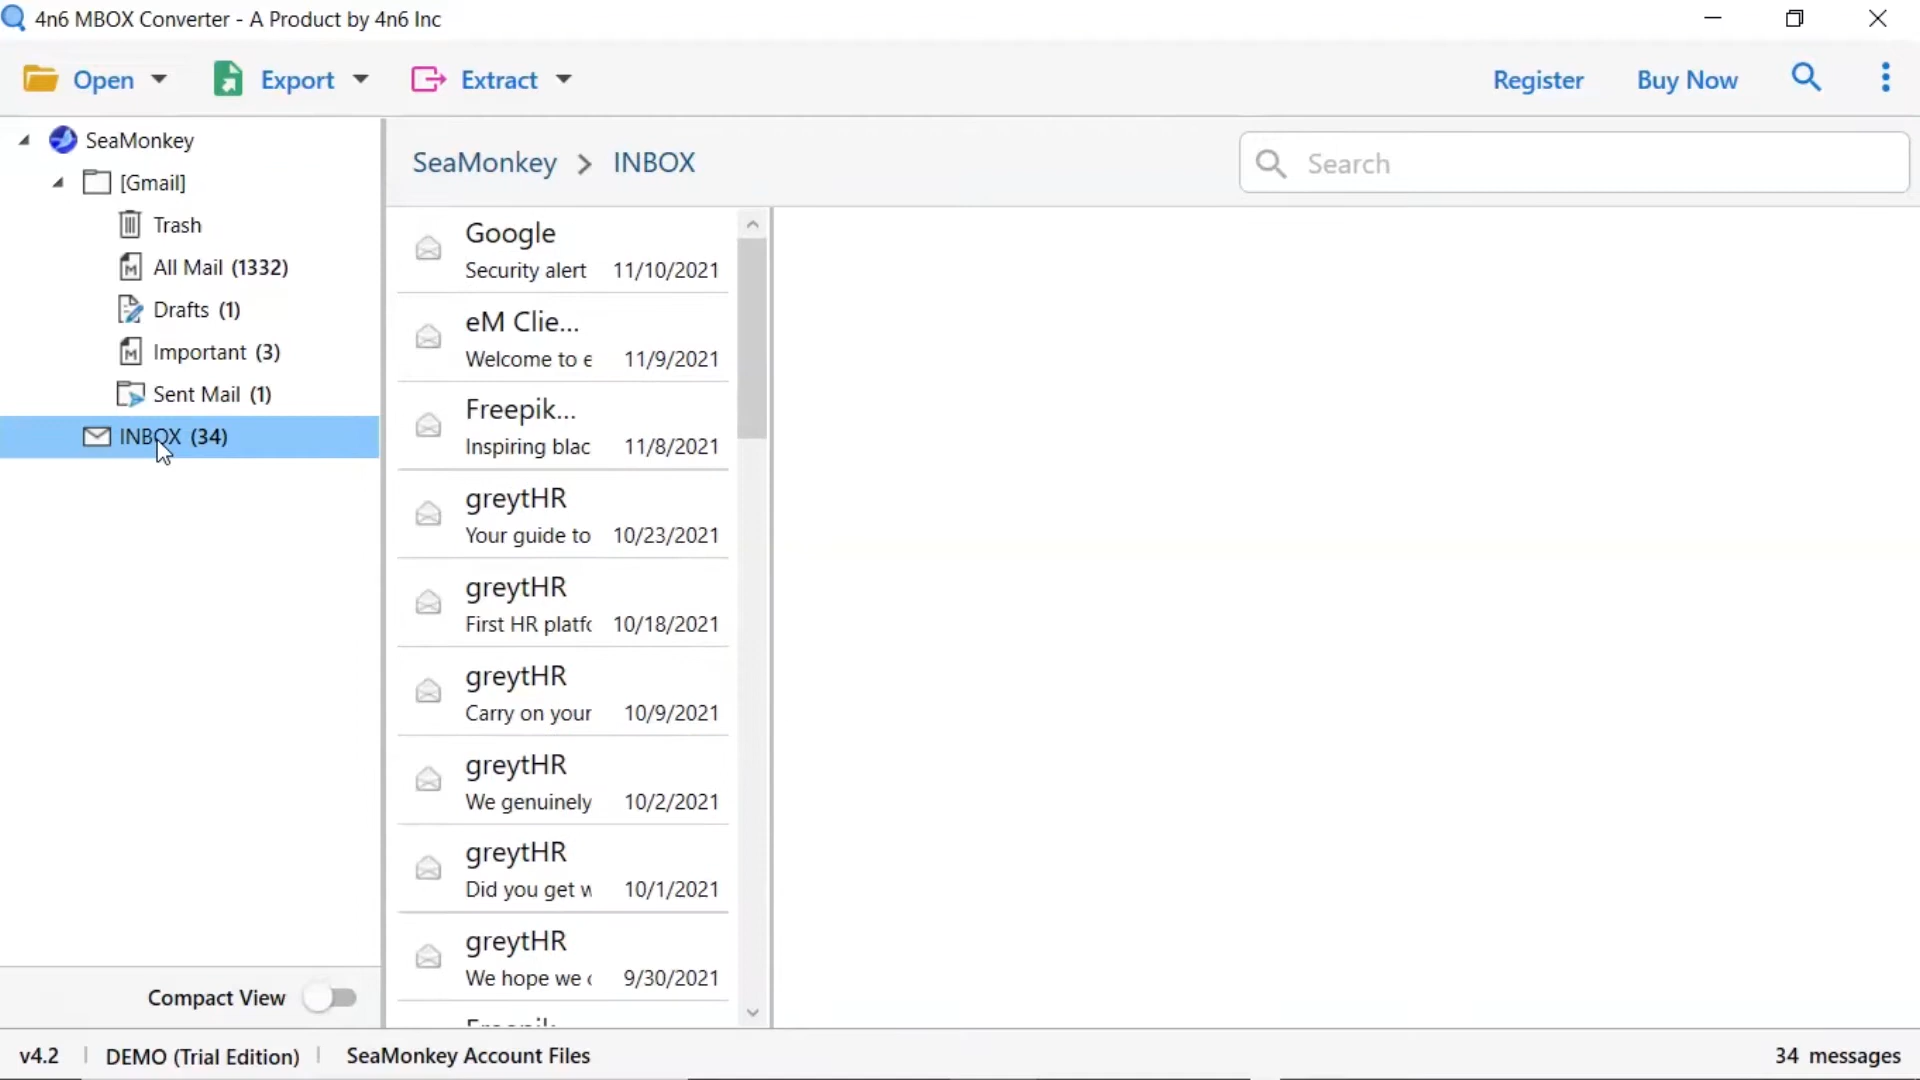 4n6 MBOX Converter - A Product by 4n6 Inc
Open Export Extract Register Buy Now
SeaMonkey
[Gmail]
Trash
All Mail (1332)
Drafts (1)
Important (3)
Sent Mail (1)
INBOX (34)
Compact View
SeaMonkey > INBOX
Search
Google
Security alert 11/10/2021
eM Clie...
Welcome to e 11/9/2021
Freepik...
Inspiring blac 11/8/2021
greytHR
Your guide to 10/23/2021
greytHR
First HR platfo 10/18/2021
greytHR
Carry on your 10/9/2021
greytHR
We genuinely 10/2/2021
greytHR
Did you get w 10/1/2021
greytHR
We hope we 9/30/2021
v4.2 DEMO (Trial Edition) SeaMonkey Account Files 34 messages